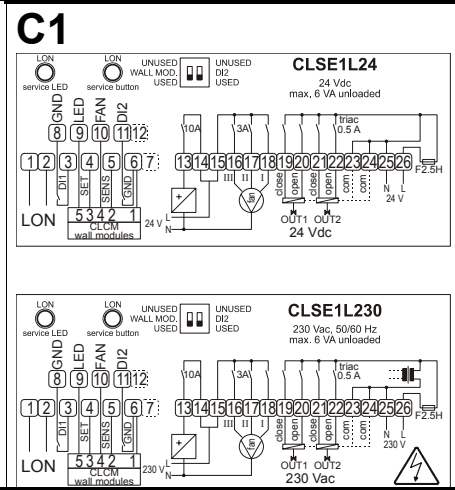 C1
LON
service LED
LON
service button
UNUSED
WALL MOD.
USED
UNUSED
DI2
USED
CLSE1L24
24 Vdc
max, 6 VA unloaded
GND
LED
FAN
DI2
8 9 10 11 12
10A
3A
triac
0.5 A
1 2 3 4 5 6 7
13 14 15 16 17 18 19 20 21 22 23 24 25 26
F2.5H
DI1
SET
SENS
GND
III II I
close
open
close
open
com
com
N L
24 V
LON
5 3 4 2 1
CLCM
wall modules
24 V
L
N
fan
OUT1 OUT2
24 Vdc
LON
service LED
LON
service button
UNUSED
WALL MOD.
USED
UNUSED
DI2
USED
CLSE1L230
230 Vac, 50/60 Hz
max. 6 VA unloaded
GND
LED
FAN
DI2
8 9 10 11 12
10A
3A
triac
0.5 A
1 2 3 4 5 6 7
13 14 15 16 17 18 19 20 21 22 23 24 25 26
F2.5H
DI1
SET
SENS
GND
III II I
close
open
close
open
com
com
N L
230 V
LON
5 3 4 2 1
CLCM
wall modules
230 V
L
N
fan
OUT1 OUT2
230 Vac